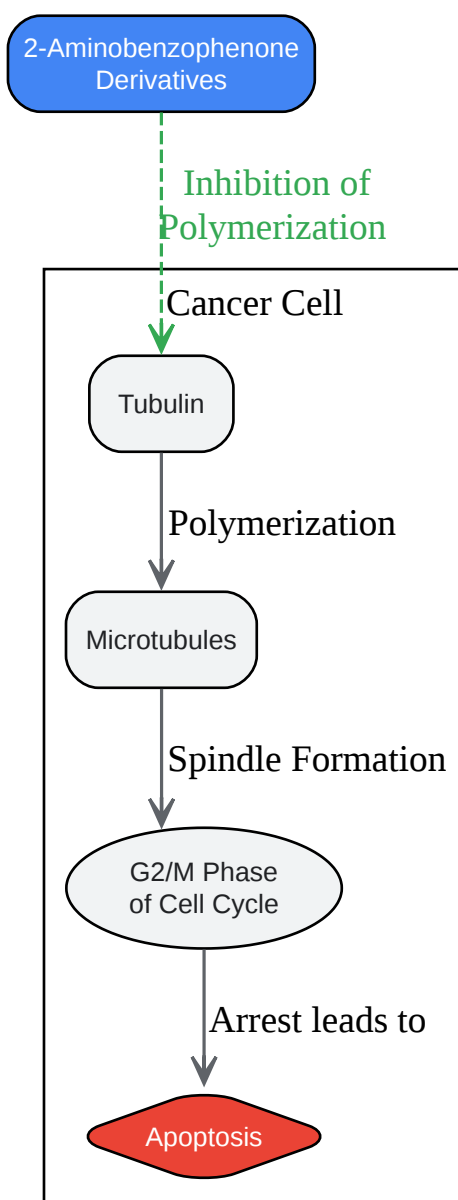 2-Aminobenzophenone
Derivatives
Inhibition of
Polymerization
Cancer Cell
Tubulin
Polymerization
Microtubules
Spindle Formation
G2/M Phase
of Cell Cycle
Arrest leads to
Apoptosis